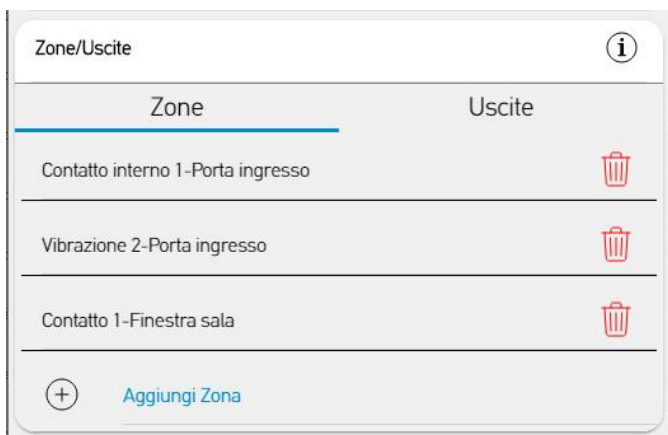 Zone/Uscite
Zone Uscite
Contatto interno 1-Porta ingresso
Vibrazione 2-Porta ingresso
Contatto 1-Finestra sala
Aggiungi Zona